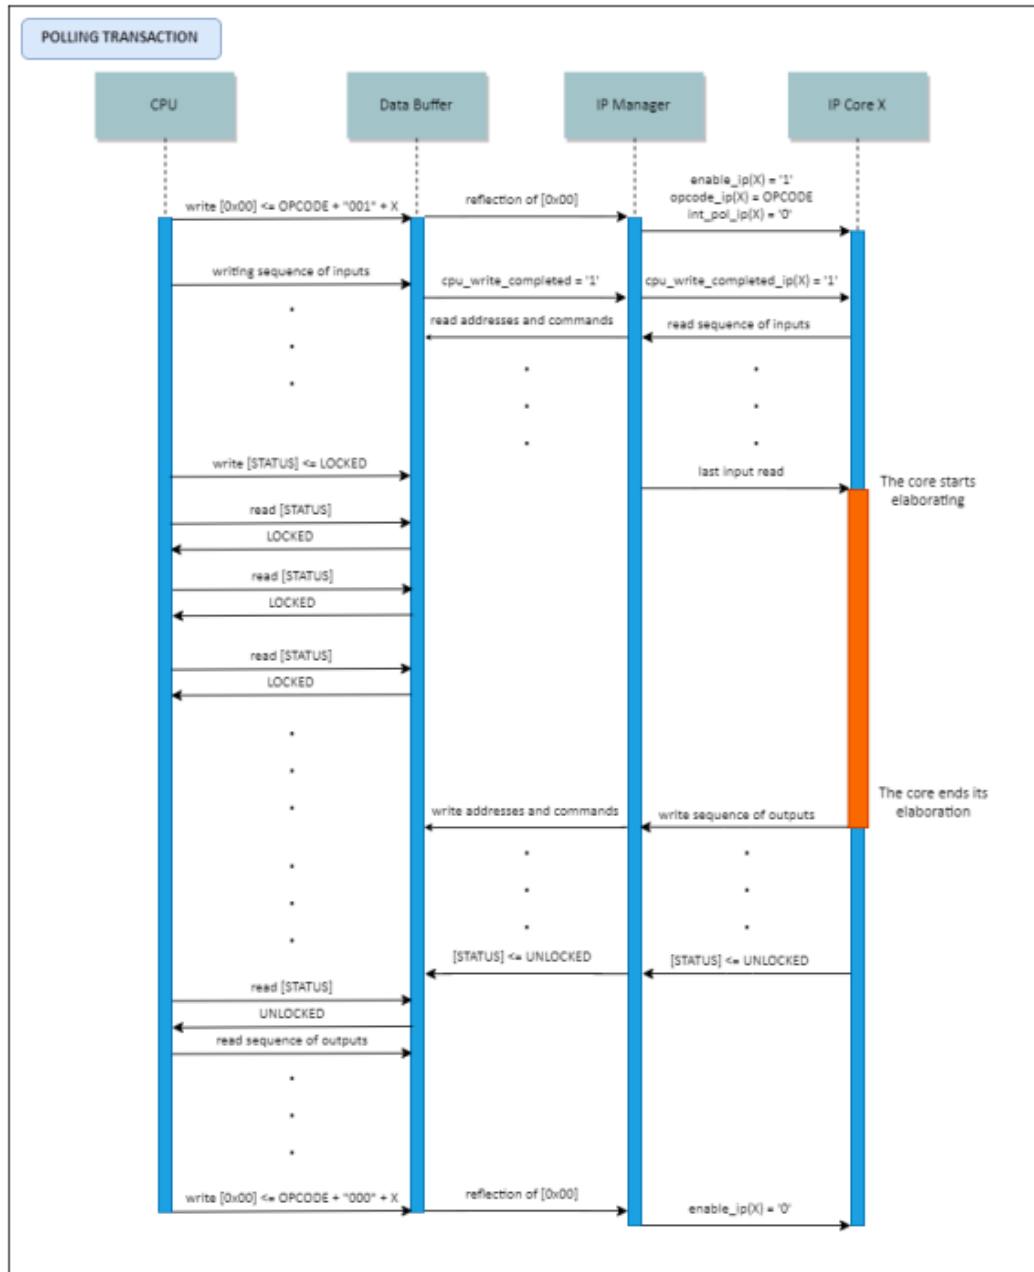 POLLING TRANSACTION
CPU
Data Buffer
IP Manager
IP Core X
enable_ip(X) = '1'
opcode_ip(X) = OPCODE
int_pol_ip(X) = '0'
write [0x00] <= OPCODE + "001" + X
reflection of [0x00]
writing sequence of inputs
cpu_write_completed = '1'
cpu_write_completed_ip(X) = '1'
read addresses and commands
read sequence of inputs
write [STATUS] <= LOCKED
last input read
The core starts
elaborating
read [STATUS]
LOCKED
read [STATUS]
LOCKED
read [STATUS]
LOCKED
The core ends its
elaboration
write addresses and commands
write sequence of outputs
[STATUS] <= UNLOCKED
[STATUS] <= UNLOCKED
read [STATUS]
UNLOCKED
read sequence of outputs
write [0x00] <= OPCODE + "000" + X
reflection of [0x00]
enable_ip(X) = '0'